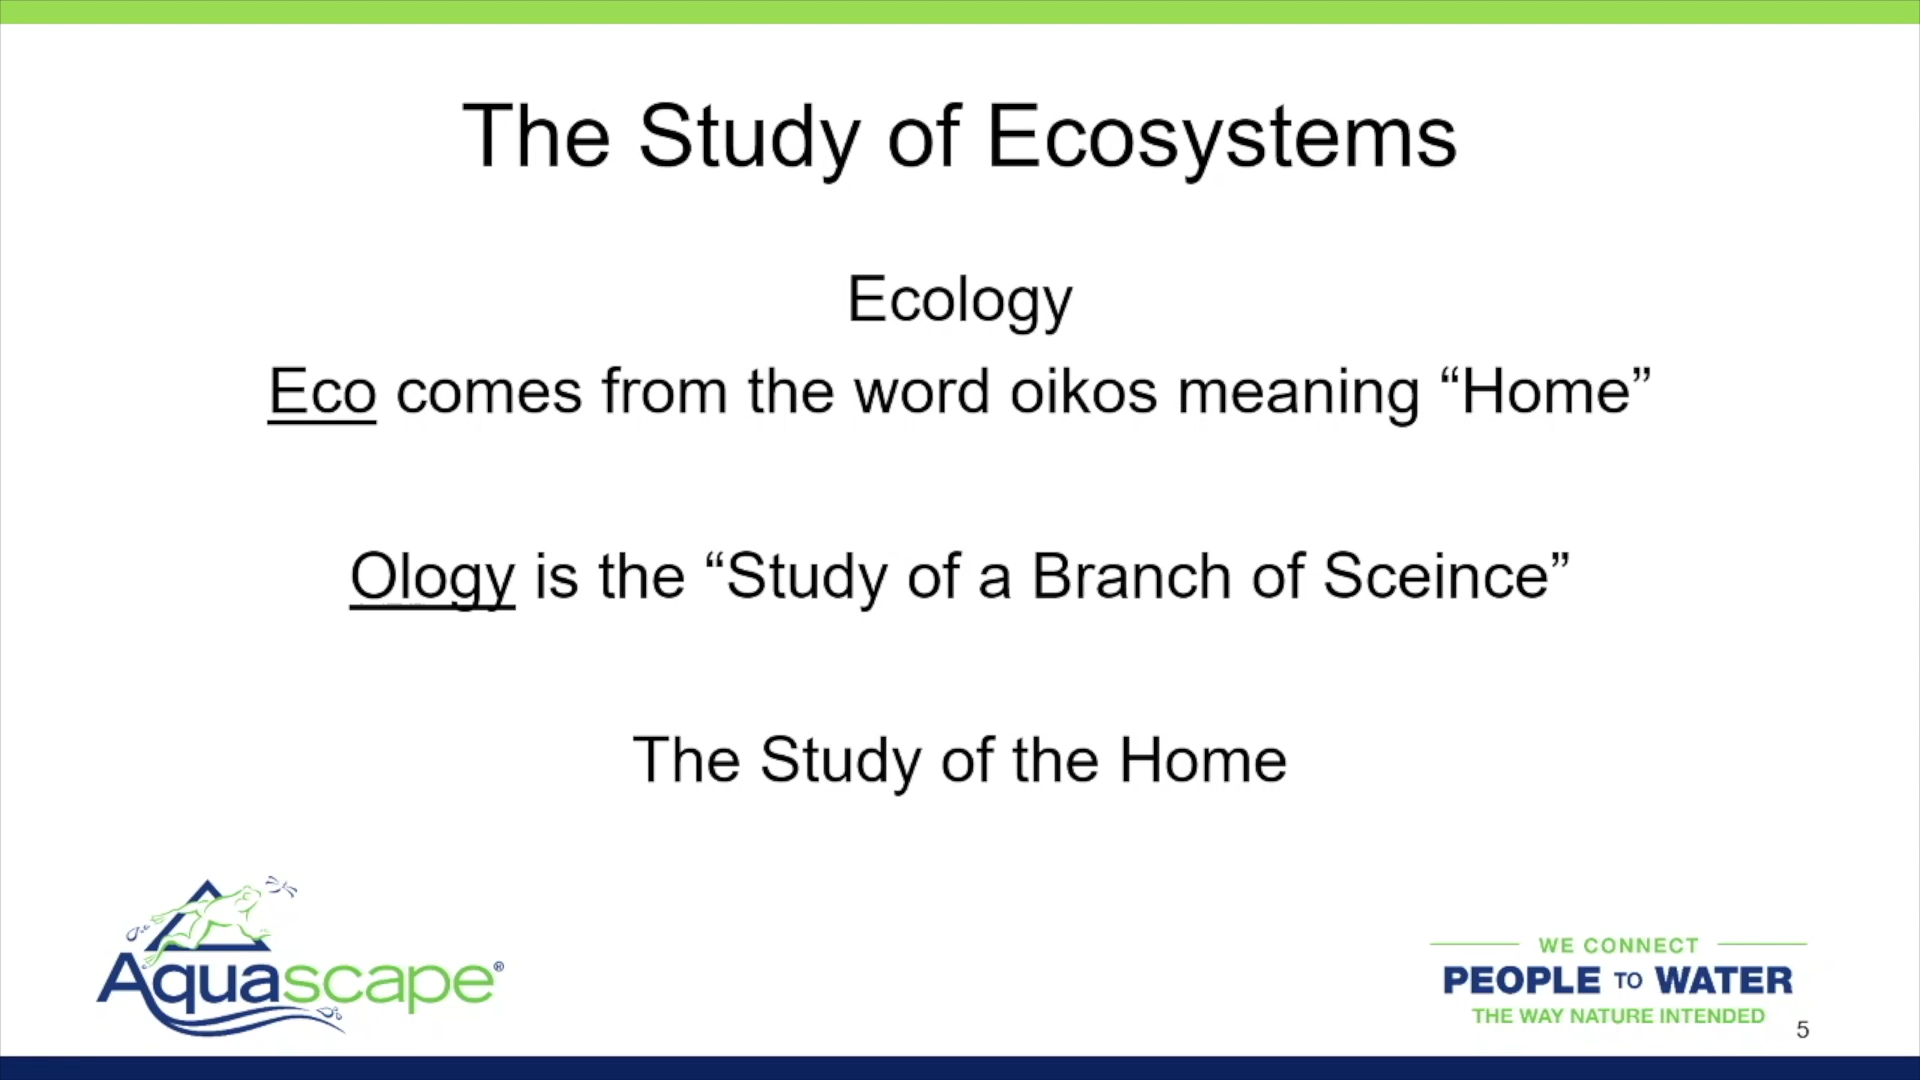 The Study of Ecosystems
Ecology
Eco comes from the word oikos meaning “Home”
Ology is the “Study of a Branch of Sceince”
The Study of the Home
Aquascape®
WE CONNECT
PEOPLE TO WATER
THE WAY NATURE INTENDED
5